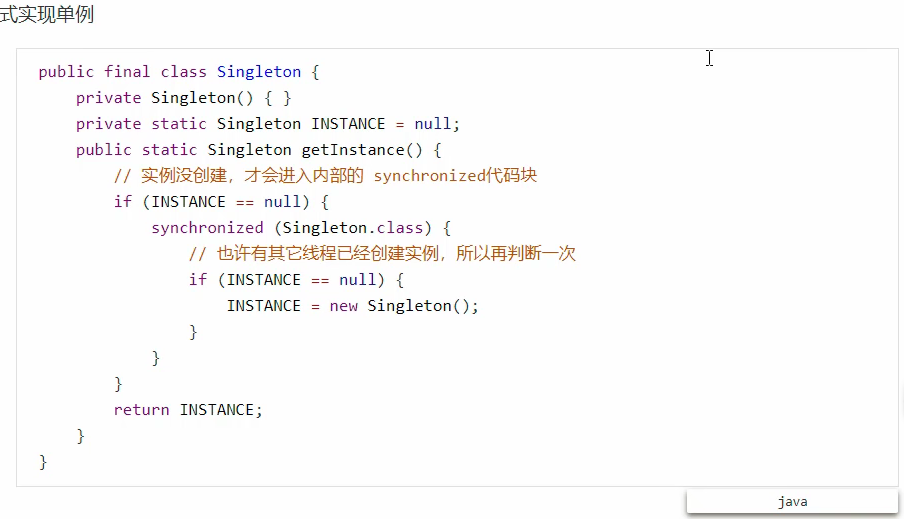 式实现单例
public final class Singleton {
    private Singleton() { }
    private static Singleton INSTANCE = null;
    public static Singleton getInstance() {
        // 实例没创建，才会进入内部的 synchronized代码块
        if (INSTANCE == null) {
            synchronized (Singleton.class) {
                // 也许有其它线程已经创建实例，所以再判断一次
                if (INSTANCE == null) {
                    INSTANCE = new Singleton();
                }
            }
        }
        return INSTANCE;
    }
}
java